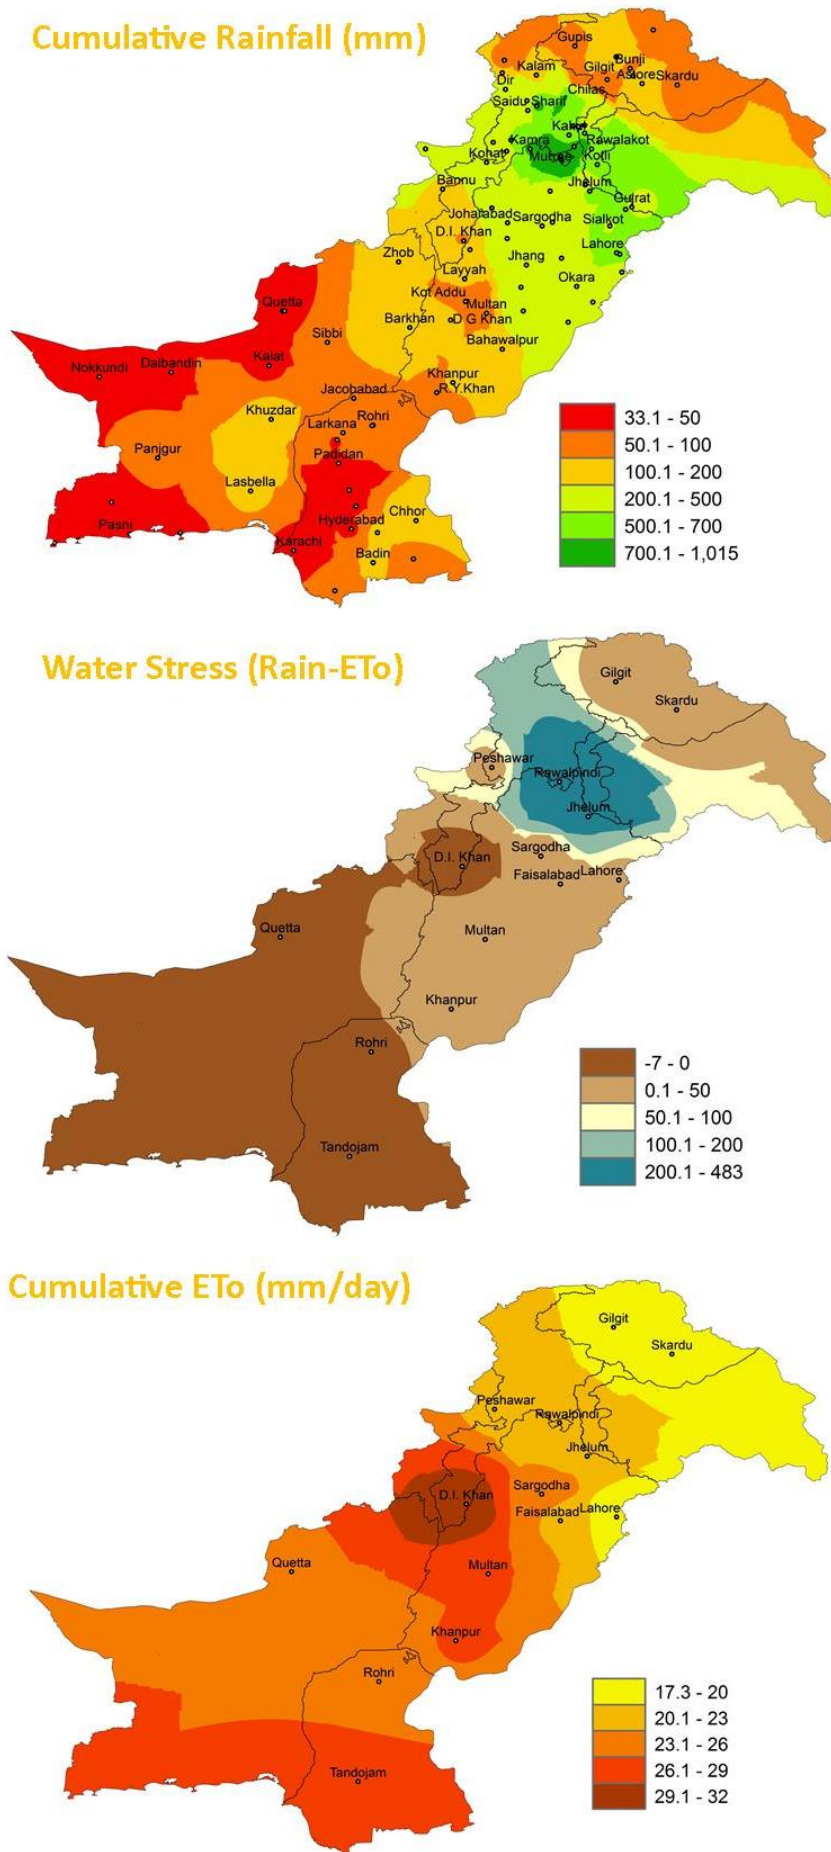 Cumulative Rainfall (mm)
Gupis
Kalam
Gilgit
Bunji
Astore
Skardu
Dir
Chilas
Saidu Sharif
Kakul
Kamra
Rawalakot
Murree
Kotli
Kohat
Bannu
Jhelum
Gujrat
Joharabad
Sargodha
Sialkot
D.I. Khan
Zhob
Lahore
Layyah
Jhang
Okara
Quetta
Kot Addu
Multan
D G Khan
Barkhan
Sibbi
Bahawalpur
Nokkundi
Dalbandin
Kalat
Khanpur
R.Y.Khan
Jacobabad
Khuzdar
Larkana
Rohri
Panjgur
Padidan
Lasbella
Pasni
Hyderabad
Chhor
Karachi
Badin
33.1 - 50
50.1 - 100
100.1 - 200
200.1 - 500
500.1 - 700
700.1 - 1,015
Water Stress (Rain-ETo)
Gilgit
Skardu
Peshawar
Rawalpindi
Jhelum
Sargodha
D.I. Khan
Faisalabad
Lahore
Quetta
Multan
Khanpur
Rohri
Tandojam
-7 - 0
0.1 - 50
50.1 - 100
100.1 - 200
200.1 - 483
Cumulative ETo (mm/day)
Gilgit
Skardu
Peshawar
Rawalpindi
Jhelum
Sargodha
D.I. Khan
Faisalabad
Lahore
Quetta
Multan
Khanpur
Rohri
Tandojam
17.3 - 20
20.1 - 23
23.1 - 26
26.1 - 29
29.1 - 32